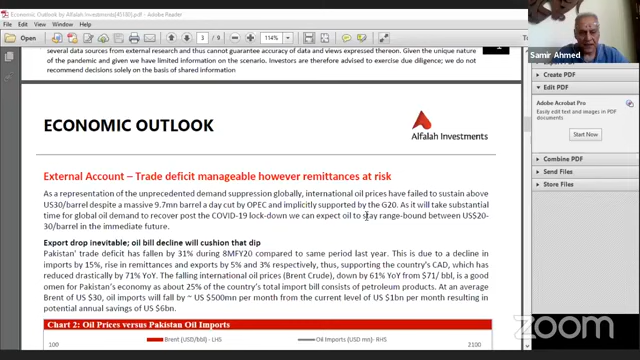 Economic Outlook by Alfalah Investments[45160].pdf - Adobe Reader
File Edit View Window Help
3 / 9
114%
several data sources from external research and thus cannot guarantee accuracy of data and views expressed thereon. Given the unique nature
of the pandemic and given we have limited information on the scenario. Investors are therefore advised to exercise due diligence; we do not
recommend decisions solely on the basis of shared information
Samir Ahmed
Create PDF
Edit PDF
Adobe Acrobat Pro
Easily edit text and images in PDF
documents
Start Now
Combine PDF
Send Files
Store Files
ECONOMIC OUTLOOK
Alfalah Investments
External Account – Trade deficit manageable however remittances at risk
As a representation of the unprecedented demand suppression globally, international oil prices have failed to sustain above
US30/barrel despite a massive 9.7mn barrel a day cut by OPEC and implicitly supported by the G20. As it will take substantial
time for global oil demand to recover post the COVID-19 lock-down we can expect oil to stay range-bound between US$20-
30/barrel in the immediate future.
Export drop inevitable; oil bill decline will cushion that dip
Pakistan' trade deficit has fallen by 31% during 8MFY20 compared to same period last year. This is due to a decline in
imports by 15%, rise in remittances and exports by 5% and 3% respectively, thus, supporting the country's CAD, which has
reduced drastically by 71% YoY. The falling international oil prices (Brent Crude), down by 61% YoY from $71/ bbl, is a good
omen for Pakistan's economy as about 25% of the country's total import bill consists of petroleum products. At an average
Brent of US $30, oil imports will fall by ~ US $500mn per month from the current level of US $1bn per month resulting in
potential annual savings of US $6bn.
Chart 2: Oil Prices versus Pakistan Oil Imports
100 Brent (USD/bbl) - LHS Oil Imports (USD mn)- RHS 2100
zoom